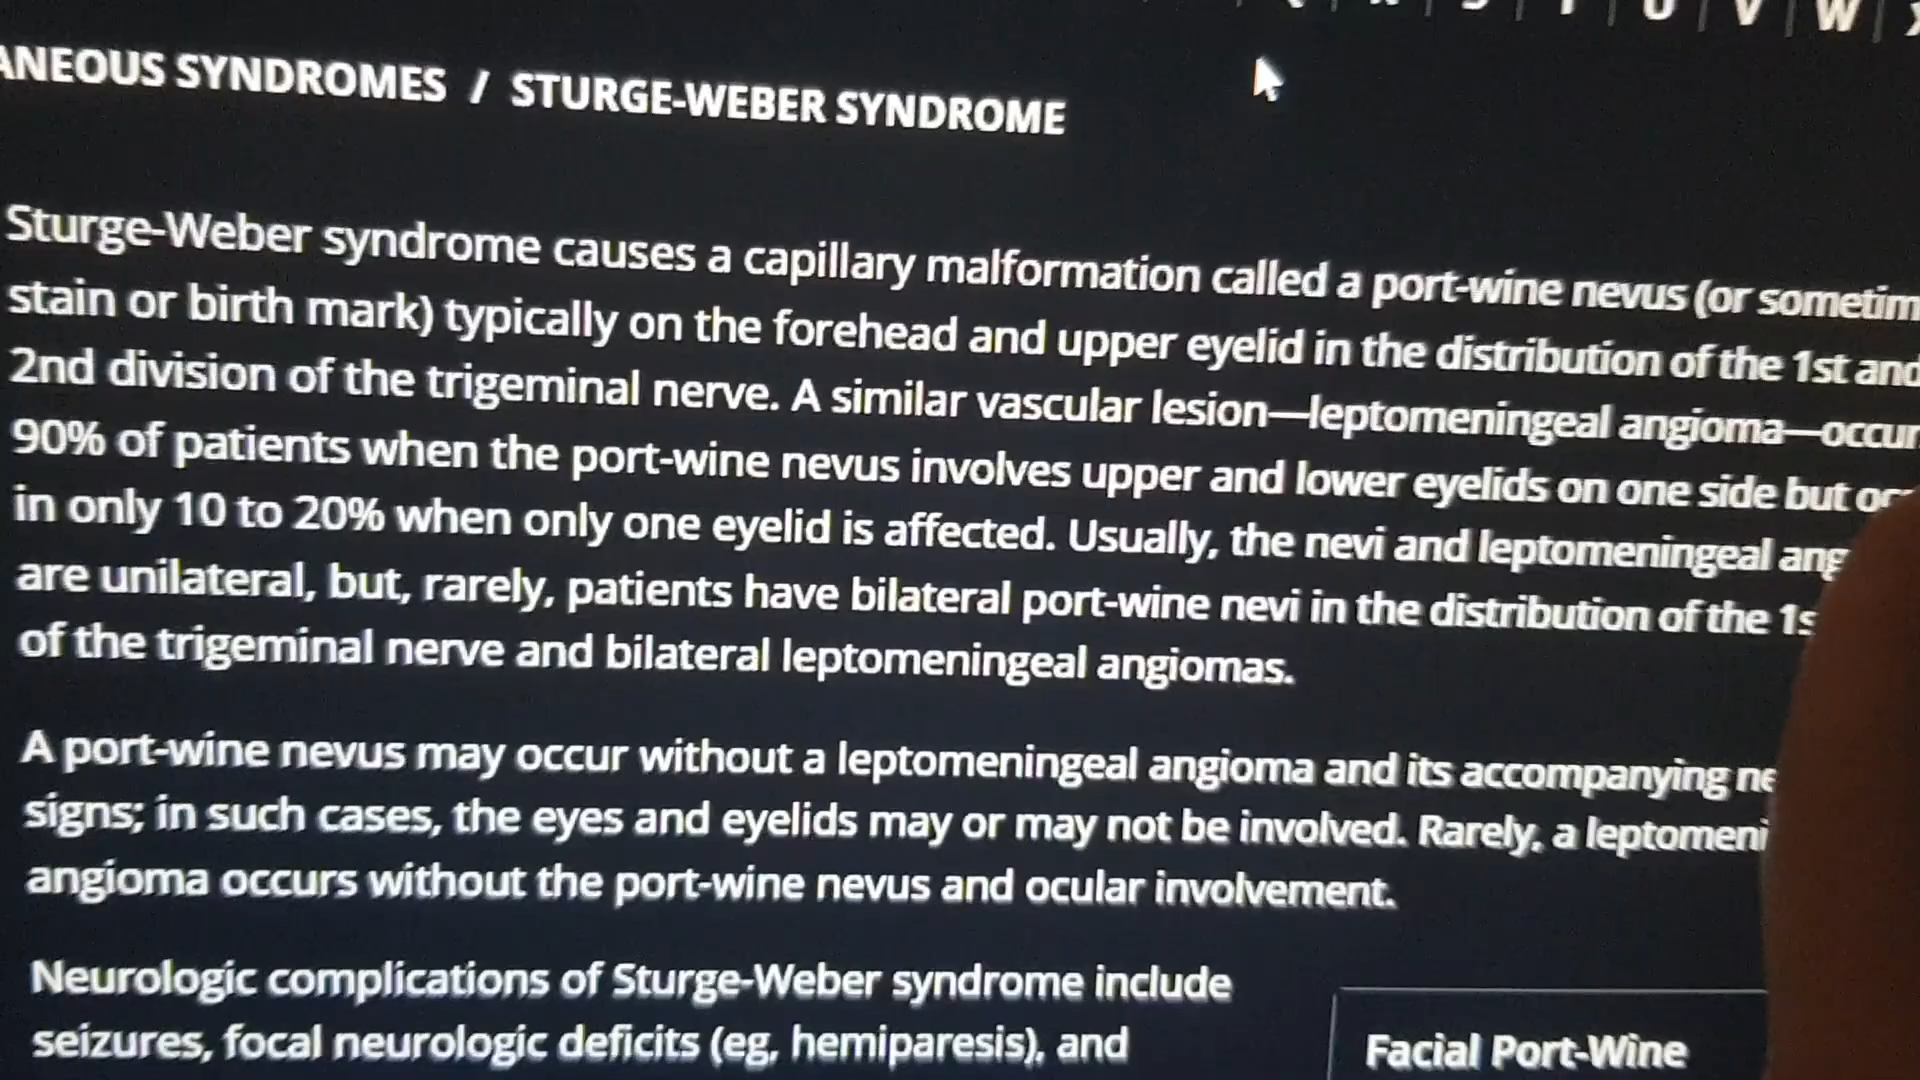 U V W
ANEOUS SYNDROMES / STURGE-WEBER SYNDROME
Sturge-Weber syndrome causes a capillary malformation called a port-wine nevus (or sometim
stain or birth mark) typically on the forehead and upper eyelid in the distribution of the 1st and
2nd division of the trigeminal nerve. A similar vascular lesion—leptomeningeal angioma—occur
90% of patients when the port-wine nevus involves upper and lower eyelids on one side but
in only 10 to 20% when only one eyelid is affected. Usually, the nevi and leptomeningeal ang
are unilateral, but, rarely, patients have bilateral port-wine nevi in the distribution of the 1s
of the trigeminal nerve and bilateral leptomeningeal angiomas.
A port-wine nevus may occur without a leptomeningeal angioma and its accompanying ne
signs; in such cases, the eyes and eyelids may or may not be involved. Rarely, a leptomeni
angioma occurs without the port-wine nevus and ocular involvement.
Neurologic complications of Sturge-Weber syndrome include
seizures, focal neurologic deficits (eg, hemiparesis), and
Facial Port-Wine